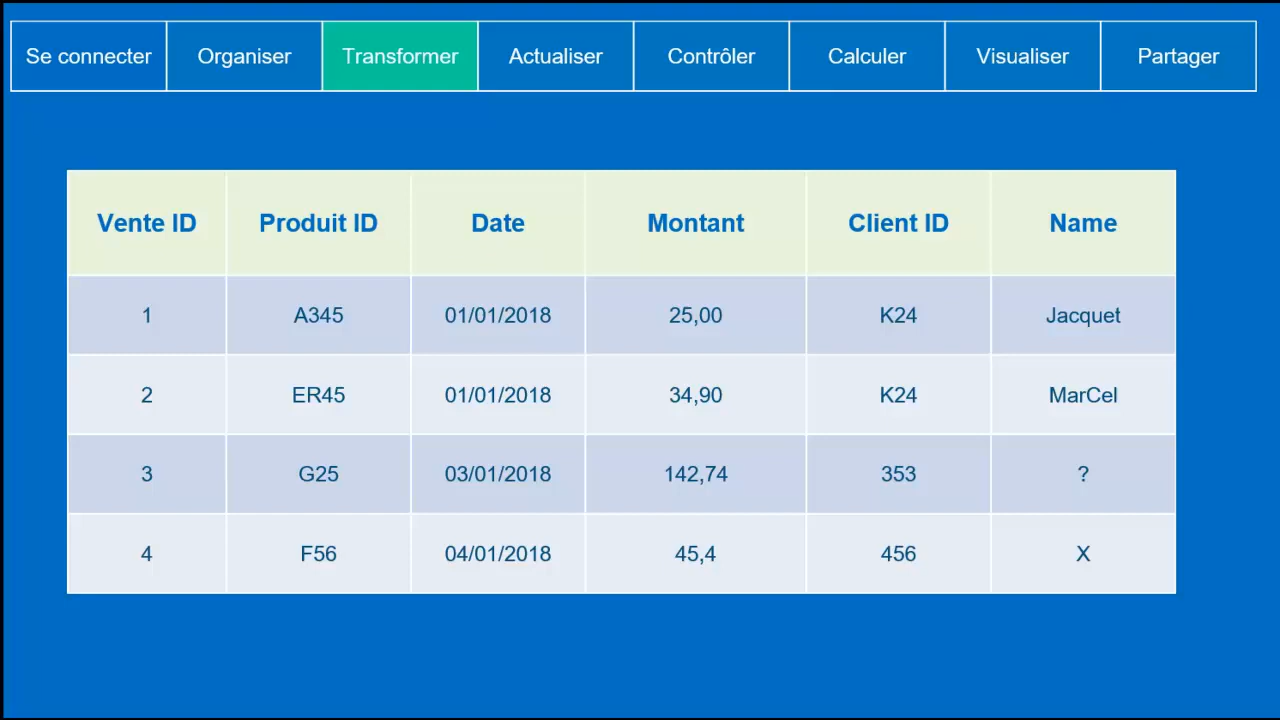 Se connecter Organiser Transformer Actualiser Contrôler Calculer Visualiser Partager
Vente ID Produit ID Date Montant Client ID Name
1 A345 01/01/2018 25,00 K24 Jacquet
2 ER45 01/01/2018 34,90 K24 MarCel
3 G25 03/01/2018 142,74 353 ?
4 F56 04/01/2018 45,4 456 X